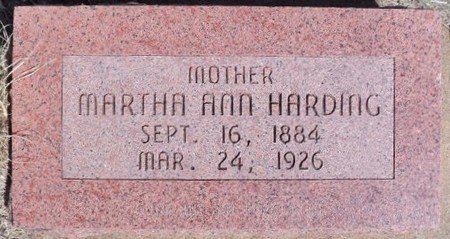 MOTHER
MARTHA ANN HARDING
SEPT. 16, 1884
MAR. 24, 1926